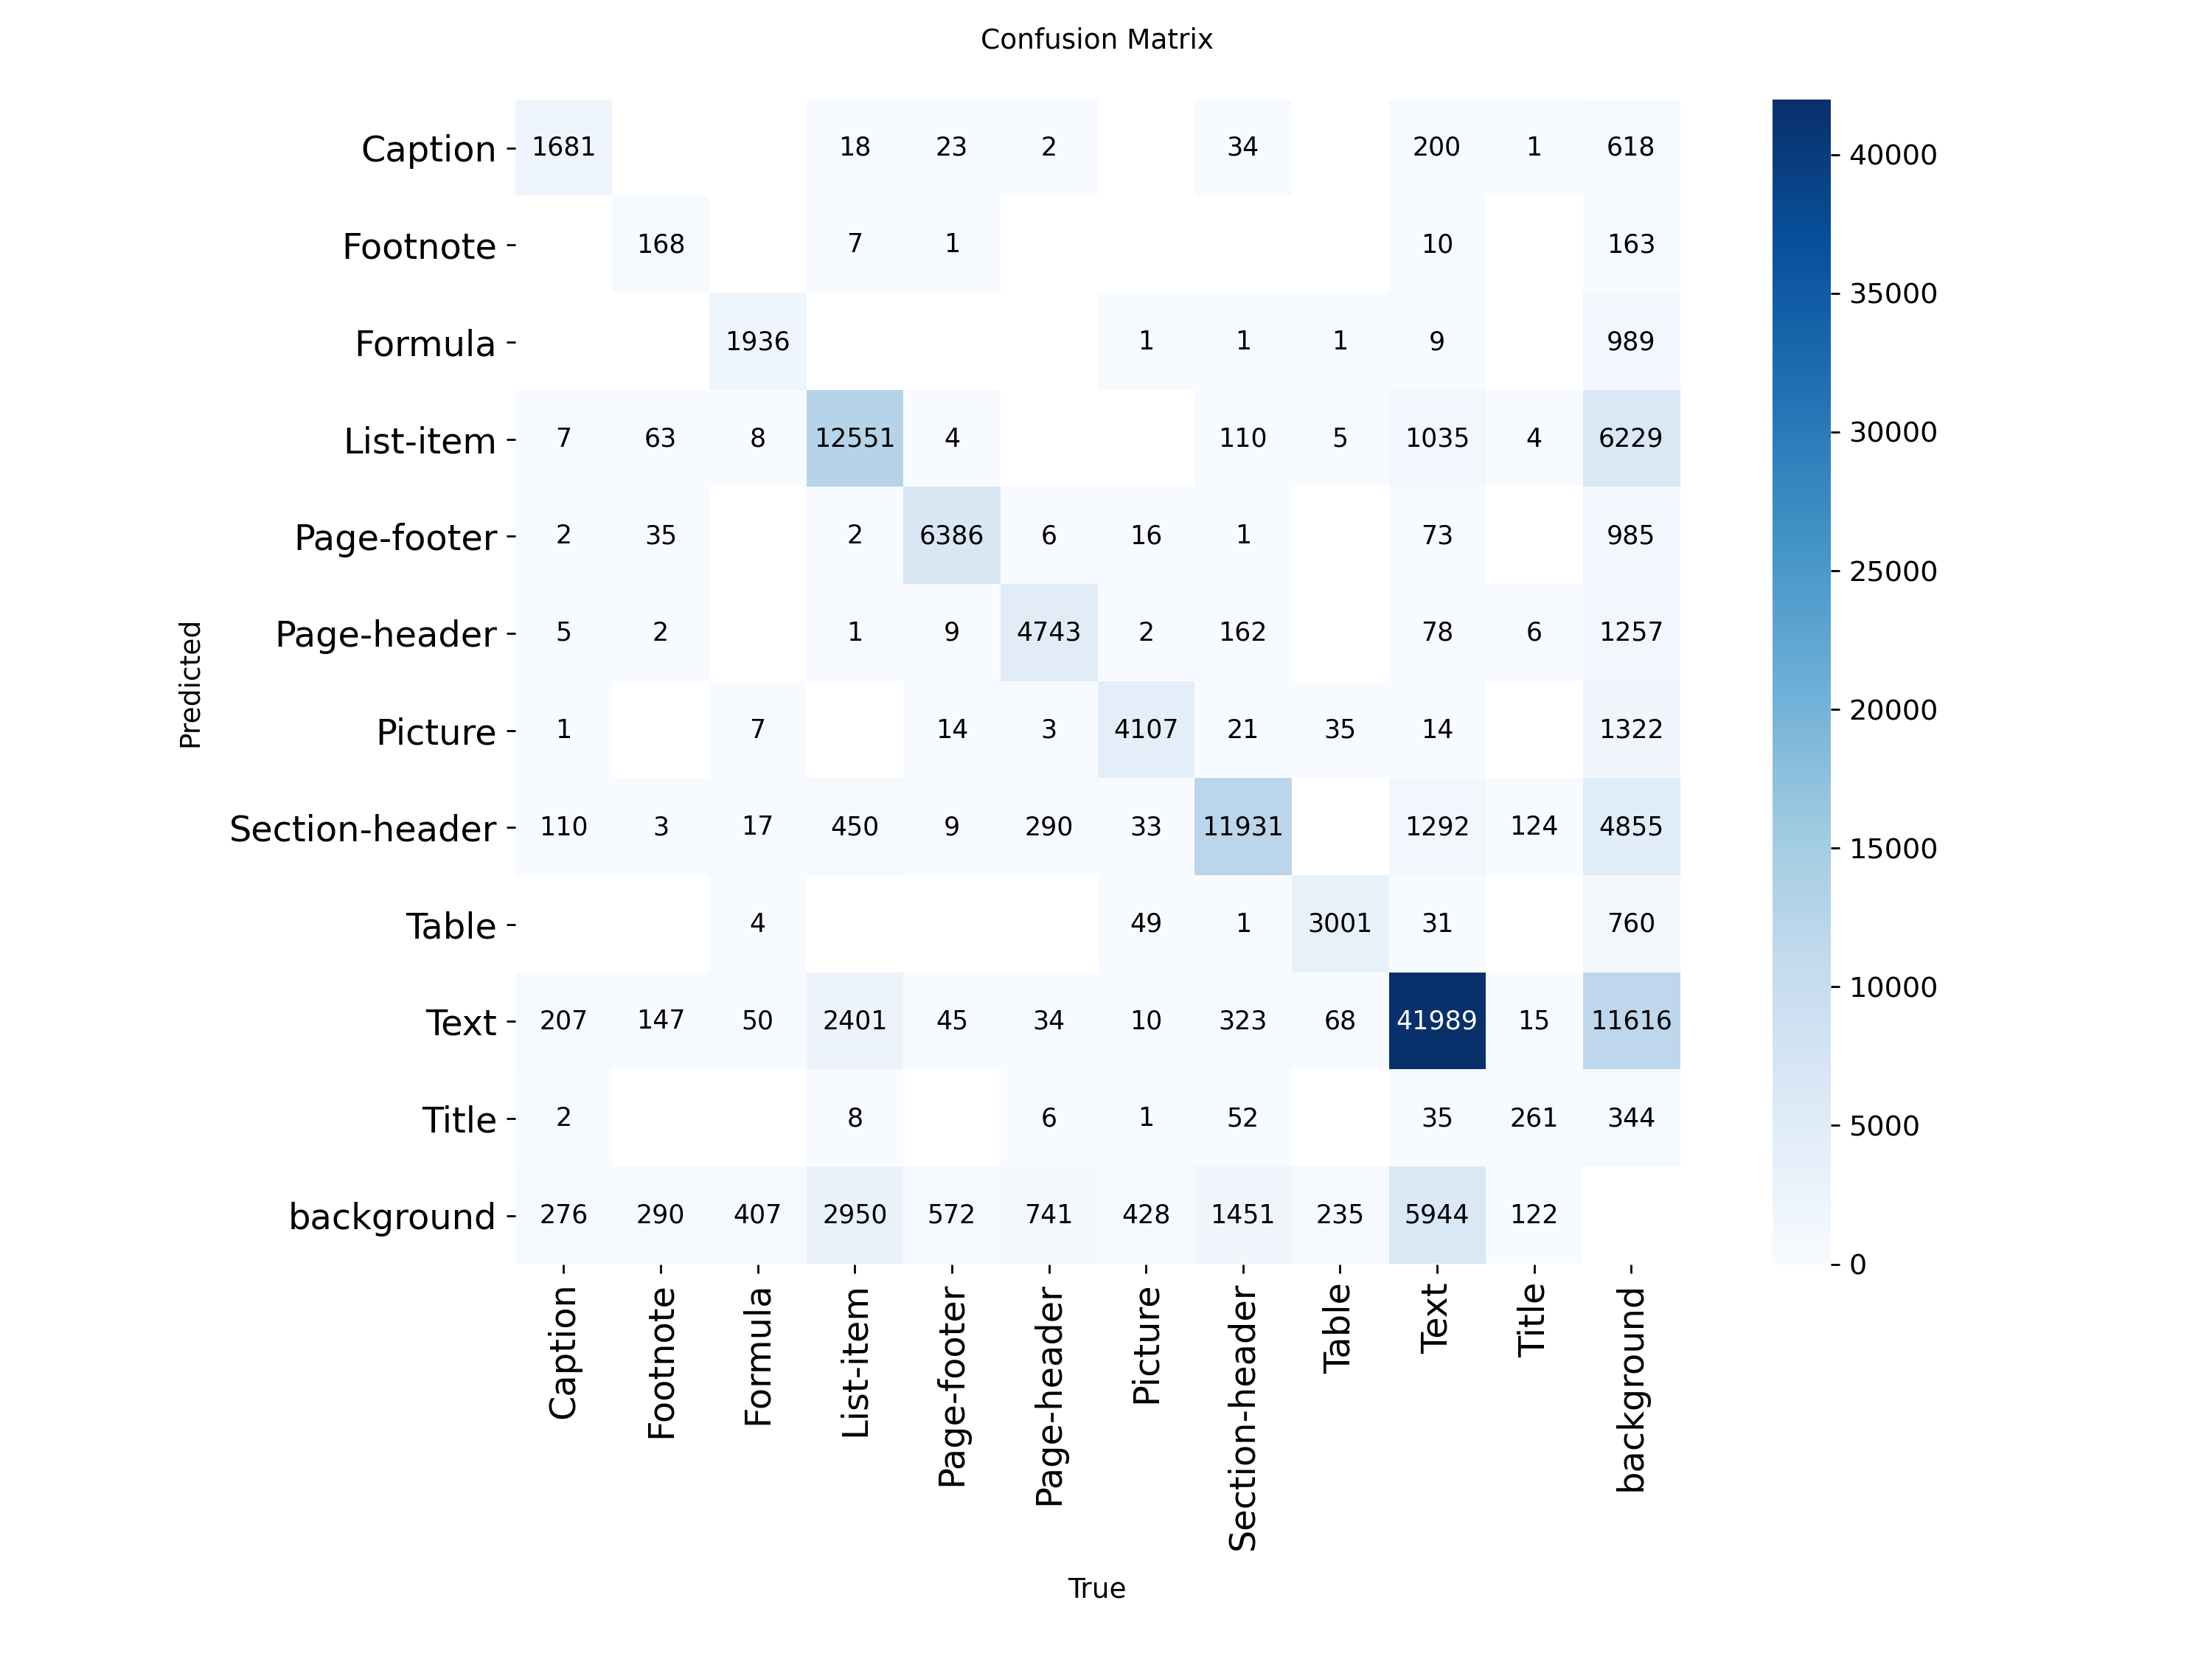 Confusion Matrix
Caption 1681 18 23 2 34 200 1 618
Footnote 168 7 1 10 163
Formula 1936 1 1 1 9 989
List-item 7 63 8 12551 4 110 5 1035 4 6229
Page-footer 2 35 2 6386 6 16 1 73 985
Page-header 5 2 1 9 4743 2 162 78 6 1257
Picture 1 7 14 3 4107 21 35 14 1322
Section-header 110 3 17 450 9 290 33 11931 1292 124 4855
Table 4 49 1 3001 31 760
Text 207 147 50 2401 45 34 10 323 68 41989 15 11616
Title 2 8 6 1 52 35 261 344
background 276 290 407 2950 572 741 428 1451 235 5944 122
Caption Footnote Formula List-item Page-footer Page-header Picture Section-header Table Text Title background
True
Predicted
40000
35000
30000
25000
20000
15000
10000
5000
0